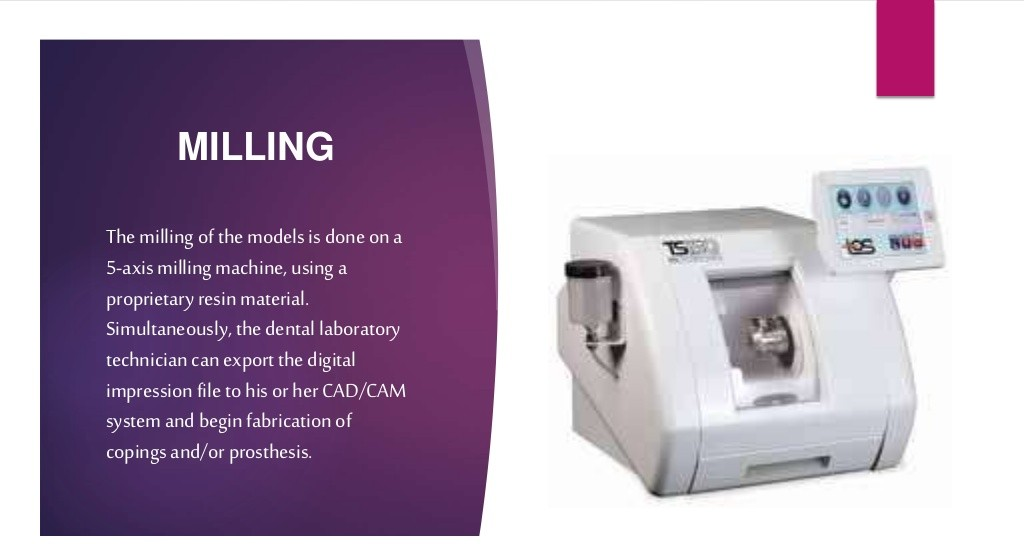 MILLING
The milling of the models is done on a
5-axis milling machine, using a
proprietary resin material.
Simultaneously, the dental laboratory
technician can export the digital
impression file to his or her CAD/CAM
system and begin fabrication of
copings and/or prosthesis.